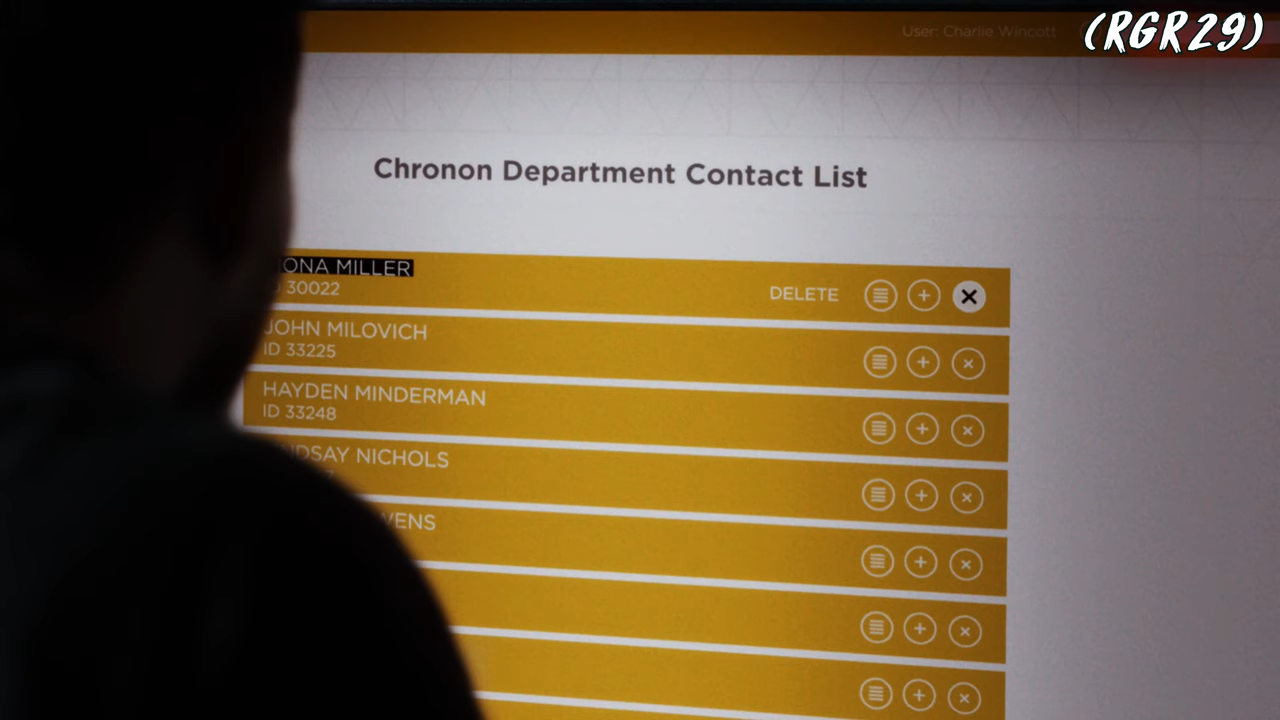 User: Charlie Wincott
(RGR29)
Chronon Department Contact List
ONA MILLER
30022
DELETE
JOHN MILOVICH
ID 33225
HAYDEN MINDERMAN
ID 33248
DSAY NICHOLS
VENS